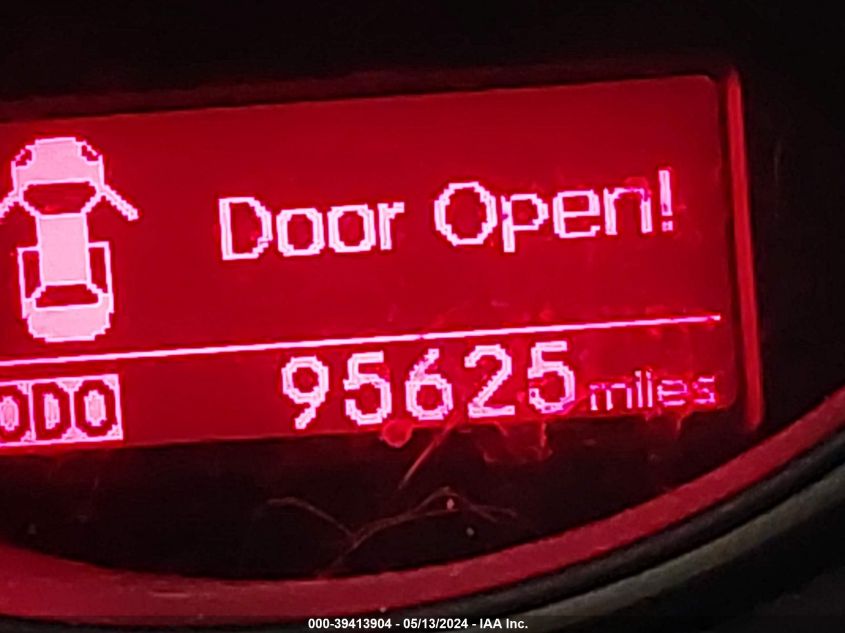 Door Open!
ODO 95625 miles
000-39413904 - 05/13/2024 - IAA Inc.